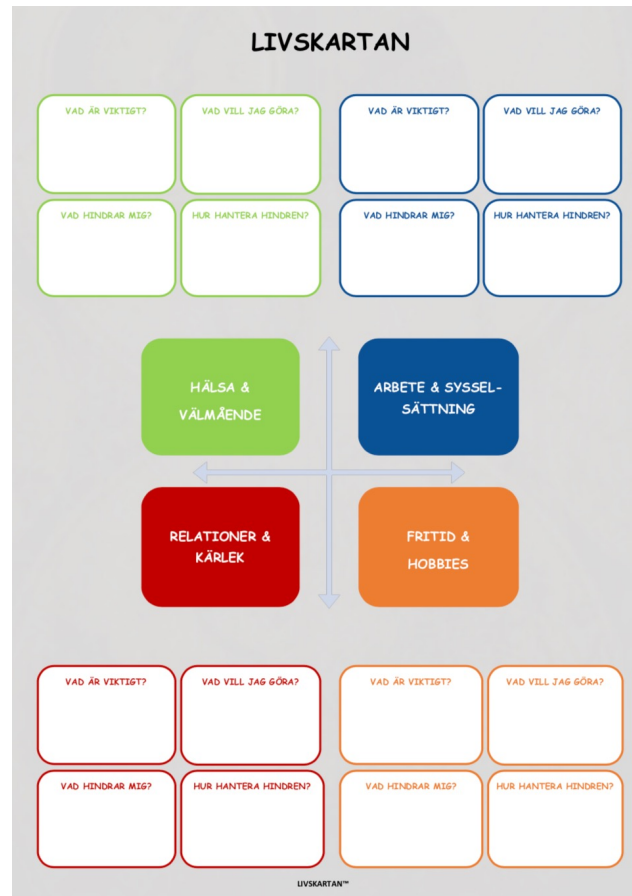 LIVSKARTAN
VAD ÄR VIKTIGT?
VAD VILL JAG GÖRA?
VAD ÄR VIKTIGT?
VAD VILL JAG GÖRA?
VAD HINDRAR MIG?
HUR HANTERA HINDREN?
VAD HINDRAR MIG?
HUR HANTERA HINDREN?
HÄLSA &
VÄLMÅENDE
ARBETE & SYSSEL-
SÄTTNING
RELATIONER &
KÄRLEK
FRITID &
HOBBIES
VAD ÄR VIKTIGT?
VAD VILL JAG GÖRA?
VAD ÄR VIKTIGT?
VAD VILL JAG GÖRA?
VAD HINDRAR MIG?
HUR HANTERA HINDREN?
VAD HINDRAR MIG?
HUR HANTERA HINDREN?
LIVSKARTAN™